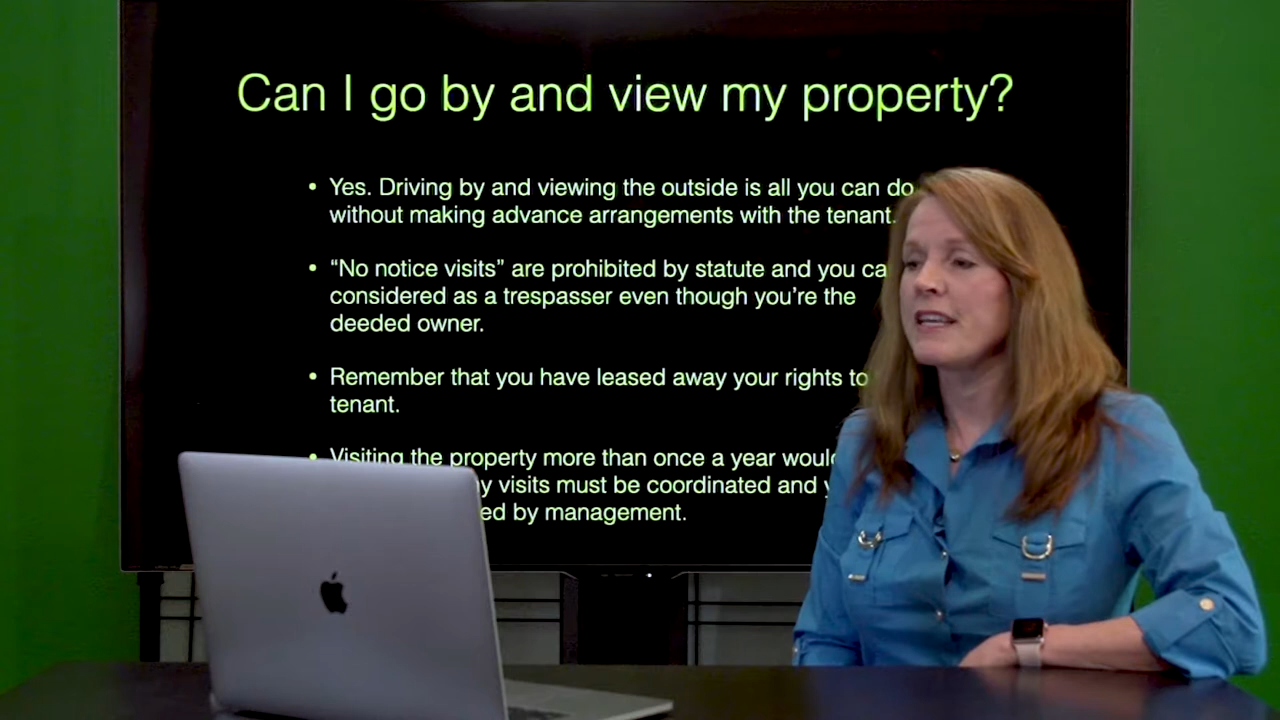 Can I go by and view my property?
• Yes. Driving by and viewing the outside is all you can do
without making advance arrangements with the tenant.
• “No notice visits” are prohibited by statute and you
considered as a trespasser even though you’re the
deeded owner.
• Remember that you have leased away your rights to
tenant.
• Visiting the property more than once a year
visits must be coordinated and
by management.